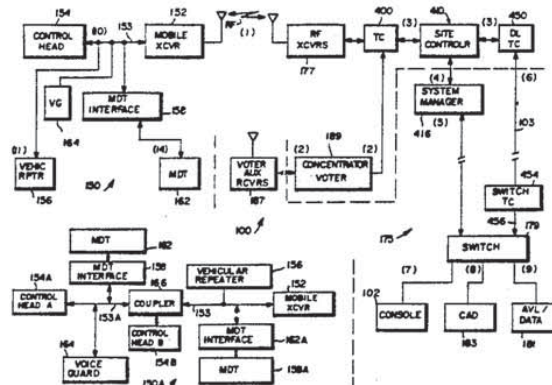 154
CONTROL
HEAD
(10)
153
152
MOBILE
XCVR
RF
(1)
RF
XCVRS
177
400
TC
(3)
410
SITE
CONTROLR
(3)
450
DL
TC
VG
164
MDT
INTERFACE
158
(11)
VEHIC
RPTR
156
150
(14)
MDT
162
VOTER
AUX
RCVRS
187
(2)
189
CONCENTRATOR
VOTER
(2)
100
(4)
SYSTEM
MANAGER
416
(5)
(6)
103
454
SWITCH
TC
456
179
SWITCH
175
(7)
(8)
(9)
102
CONSOLE
CAD
183
AVL/
DATA
181
MDT
162
MDT
INTERFACE
158
154A
CONTROL
HEAD A
153A
166
COUPLER
CONTROL
HEAD B
154B
164
VOICE
GUARD
150A
VEHICULAR
REPEATER
156
153
152
MOBILE
XCVR
MDT
INTERFACE
162A
MDT
158A